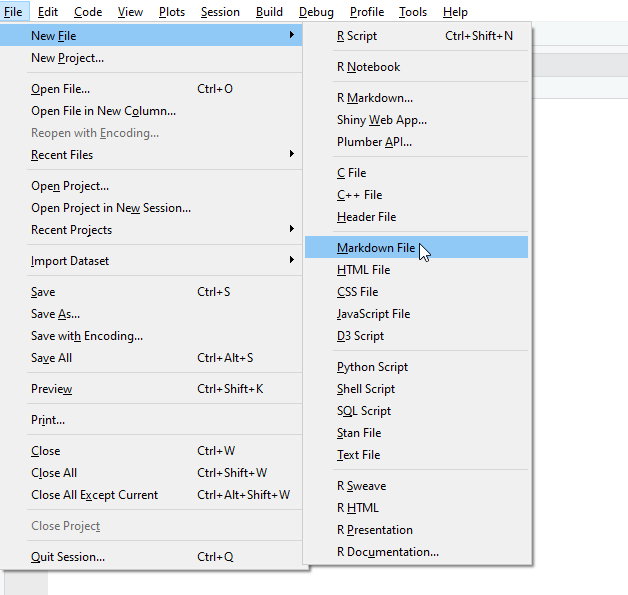 File Edit Code View Plots Session Build Debug Profile Tools Help
New File
New Project...
Open File... Ctrl+O
Open File in New Column...
Reopen with Encoding...
Recent Files
Open Project...
Open Project in New Session...
Recent Projects
Import Dataset
Save Ctrl+S
Save As...
Save with Encoding...
Save All Ctrl+Alt+S
Preview Ctrl+Shift+K
Print...
Close Ctrl+W
Close All Ctrl+Shift+W
Close All Except Current Ctrl+Alt+Shift+W
Close Project
Quit Session... Ctrl+Q
R Script Ctrl+Shift+N
R Notebook
R Markdown...
Shiny Web App...
Plumber API...
C File
C++ File
Header File
Markdown File
HTML File
CSS File
JavaScript File
D3 Script
Python Script
Shell Script
SQL Script
Stan File
Text File
R Sweave
R HTML
R Presentation
R Documentation...